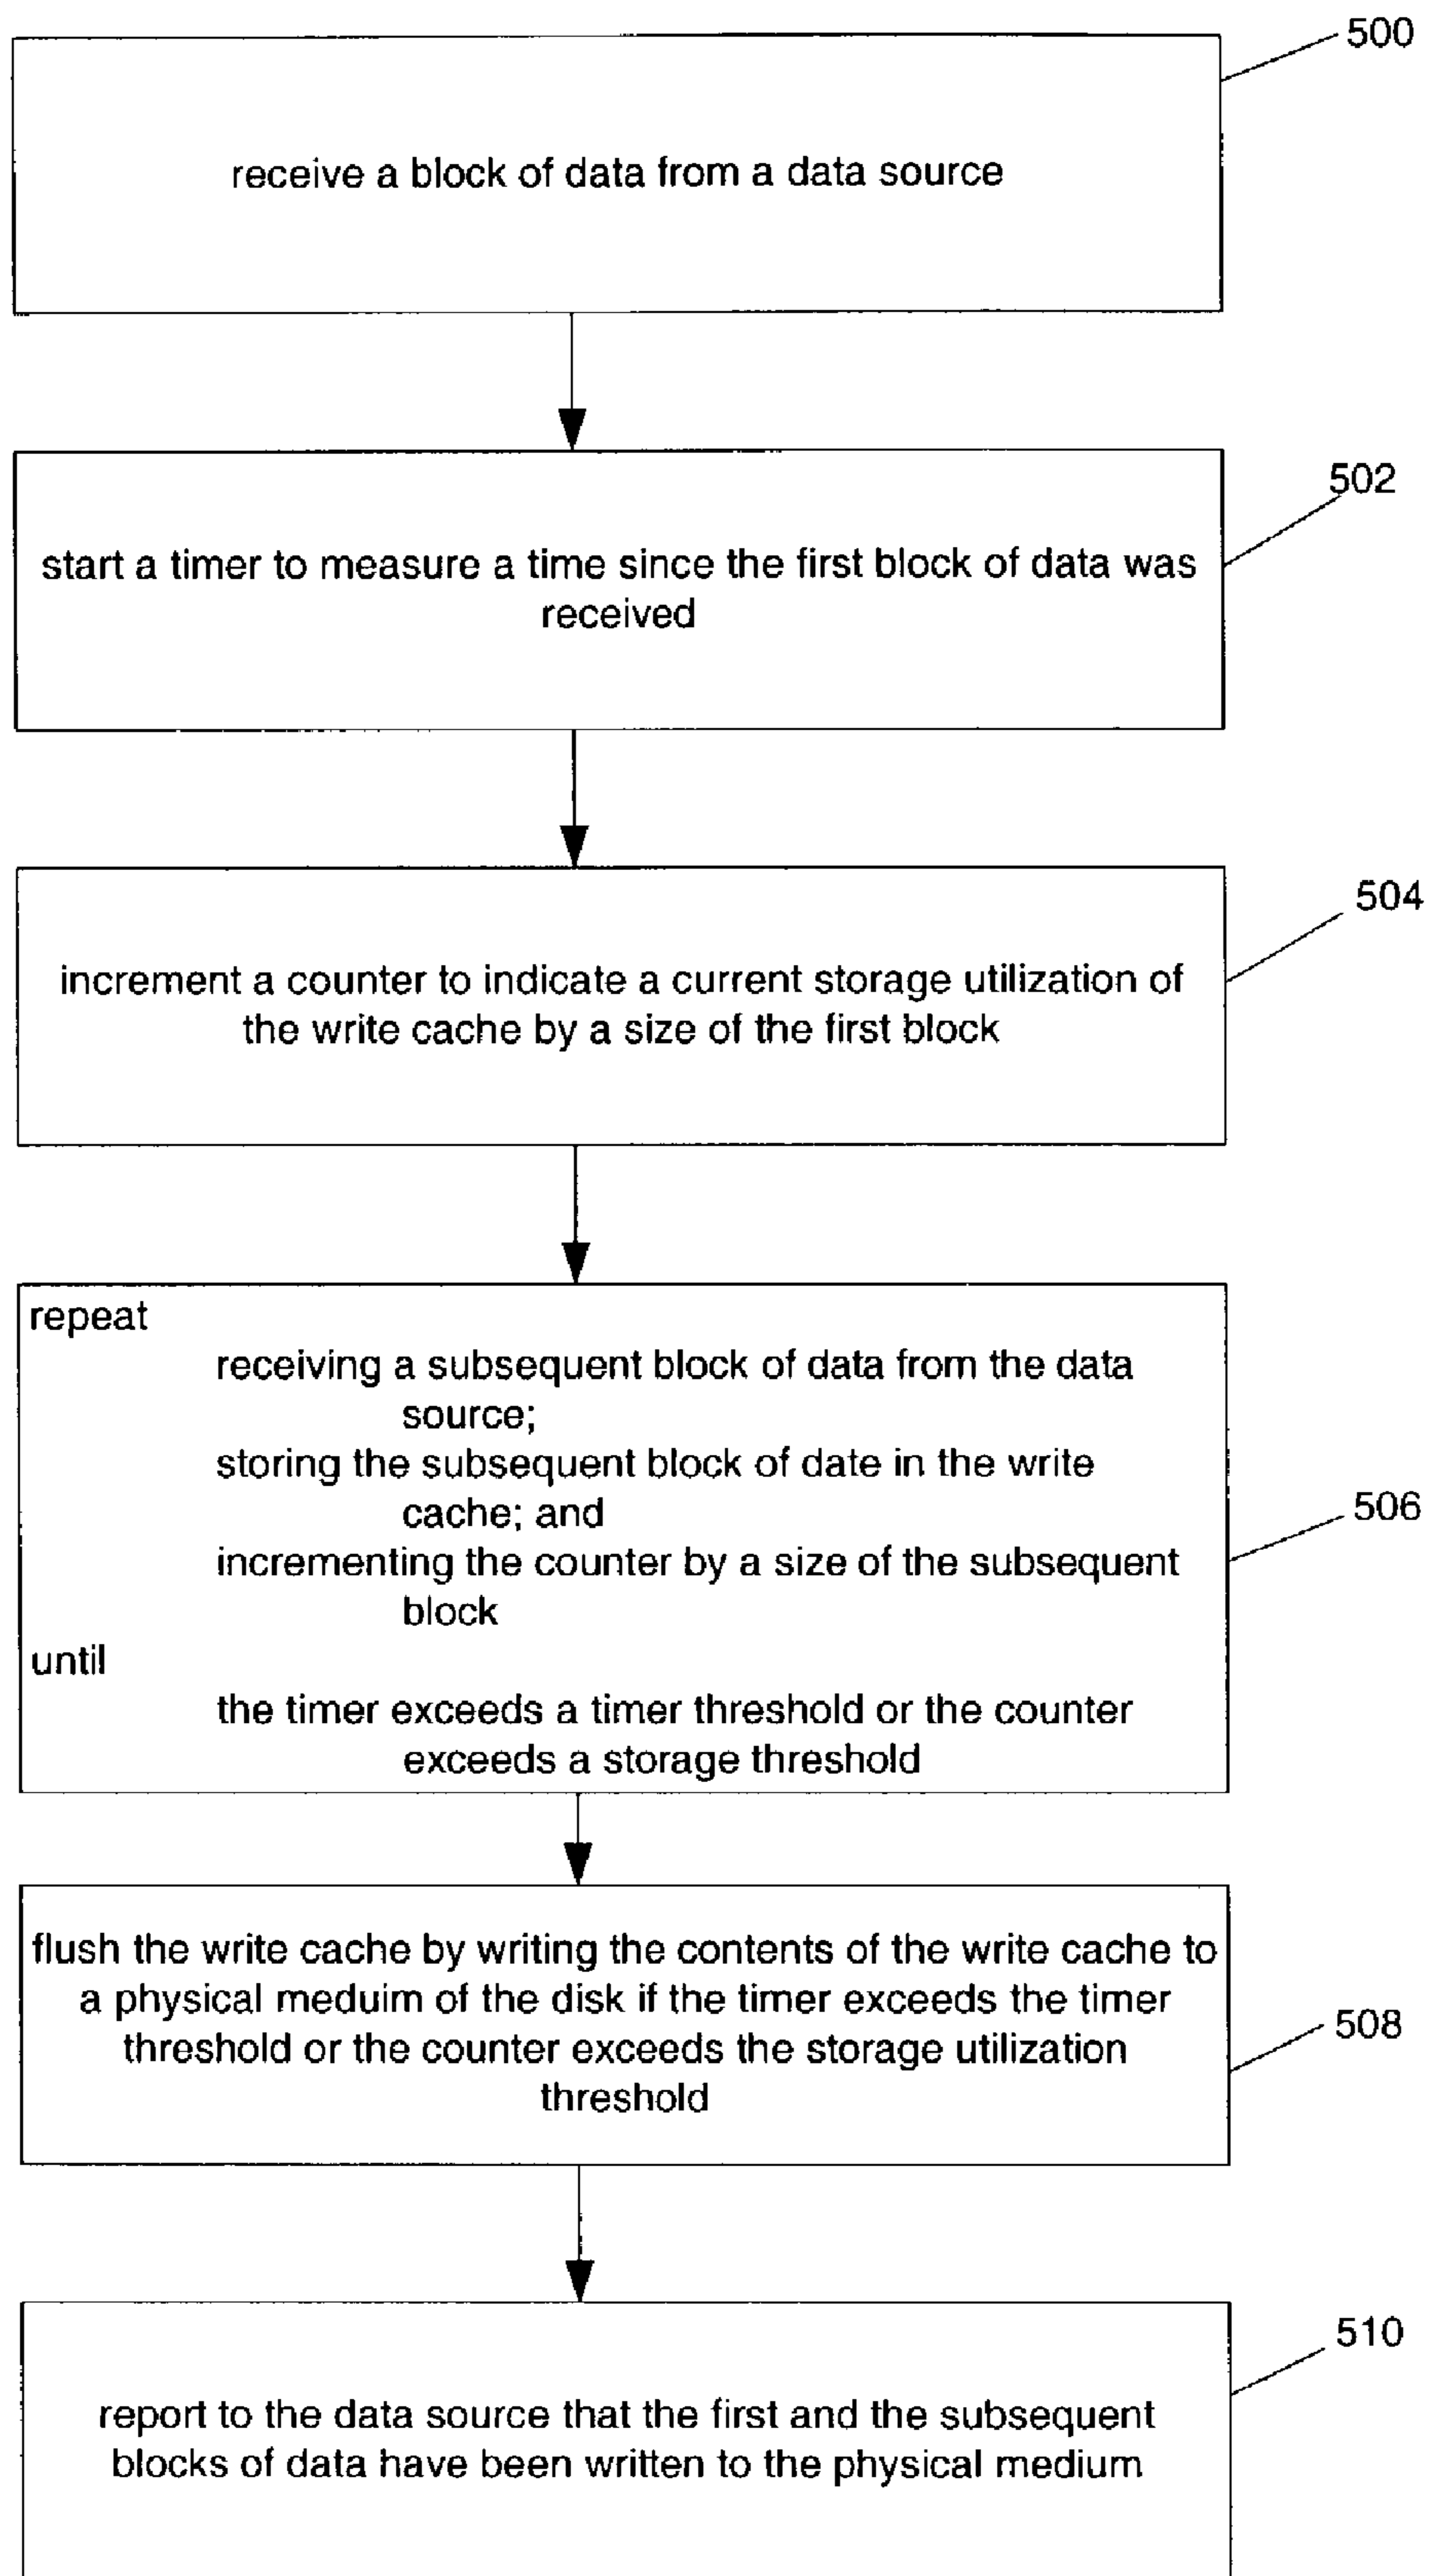 500
receive a block of data from a data source
502
start a timer to measure a time since the first block of data was
received
504
increment a counter to indicate a current storage utilization of
the write cache by a size of the first block
repeat
receiving a subsequent block of data from the data
source;
storing the subsequent block of date in the write
cache; and
incrementing the counter by a size of the subsequent
block
until
the timer exceeds a timer threshold or the counter
exceeds a storage threshold
506
flush the write cache by writing the contents of the write cache to
a physical meduim of the disk if the timer exceeds the timer
threshold or the counter exceeds the storage utilization
threshold
508
510
report to the data source that the first and the subsequent
blocks of data have been written to the physical medium